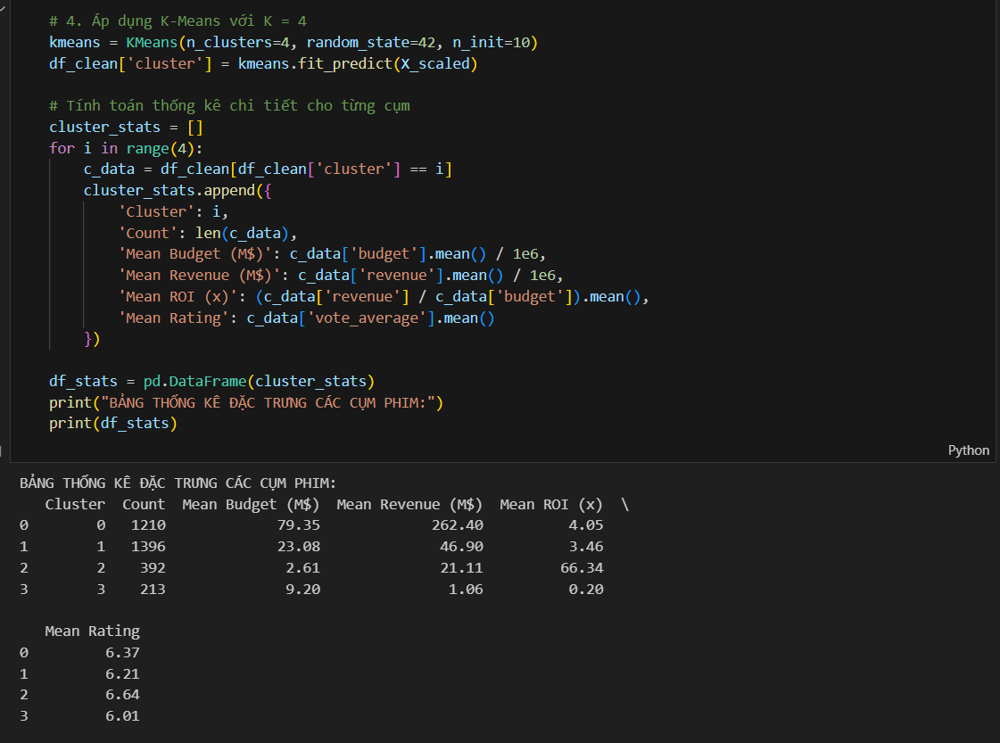 # 4. Áp dụng K-Means với K = 4
kmeans = KMeans(n_clusters=4, random_state=42, n_init=10)
df_clean['cluster'] = kmeans.fit_predict(X_scaled)

# Tính toán thống kê chi tiết cho từng cụm
cluster_stats = []
for i in range(4):
    c_data = df_clean[df_clean['cluster'] == i]
    cluster_stats.append({
        'Cluster': i,
        'Count': len(c_data),
        'Mean Budget (M$)': c_data['budget'].mean() / 1e6,
        'Mean Revenue (M$)': c_data['revenue'].mean() / 1e6,
        'Mean ROI (x)': (c_data['revenue'] / c_data['budget']).mean(),
        'Mean Rating': c_data['vote_average'].mean()
    })

df_stats = pd.DataFrame(cluster_stats)
print("BẢNG THỐNG KÊ ĐẶC TRƯNG CÁC CỤM PHIM:")
print(df_stats)
Python
BẢNG THỐNG KÊ ĐẶC TRƯNG CÁC CỤM PHIM:
   Cluster  Count  Mean Budget (M$)  Mean Revenue (M$)  Mean ROI (x)  \
0        0   1210             79.35             262.40          4.05
1        1   1396             23.08              46.90          3.46
2        2    392              2.61              21.11         66.34
3        3    213              9.20               1.06          0.20

   Mean Rating
0         6.37
1         6.21
2         6.64
3         6.01